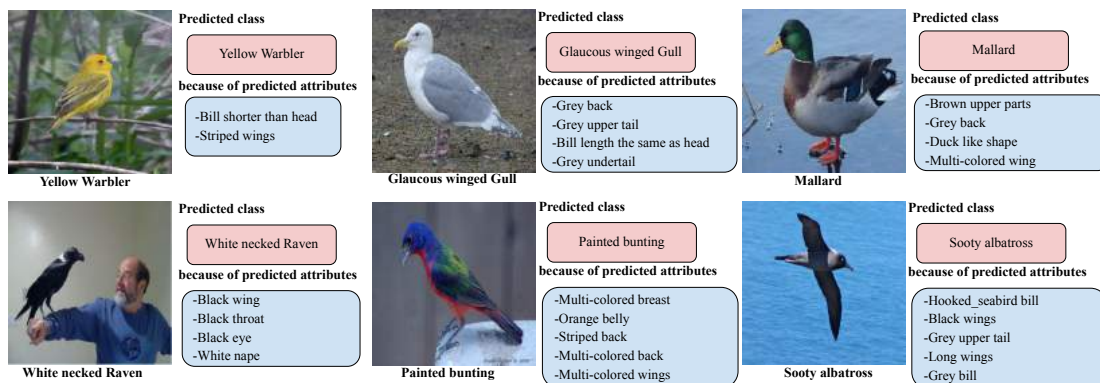 Predicted class
Yellow Warbler
because of predicted attributes
-Bill shorter than head
-Striped wings
Yellow Warbler
Predicted class
Glaucous winged Gull
because of predicted attributes
-Grey back
-Grey upper tail
-Bill length the same as head
-Grey undertail
Glaucous winged Gull
Predicted class
Mallard
because of predicted attributes
-Brown upper parts
-Grey back
-Duck like shape
-Multi-colored wing
Mallard
Predicted class
White necked Raven
because of predicted attributes
-Black wing
-Black throat
-Black eye
-White nape
White necked Raven
Predicted class
Painted bunting
because of predicted attributes
-Multi-colored breast
-Orange belly
-Striped back
-Multi-colored back
-Multi-colored wings
Painted bunting
Predicted class
Sooty albatross
because of predicted attributes
-Hooked_seabird bill
-Black wings
-Grey upper tail
-Long wings
-Grey bill
Sooty albatross